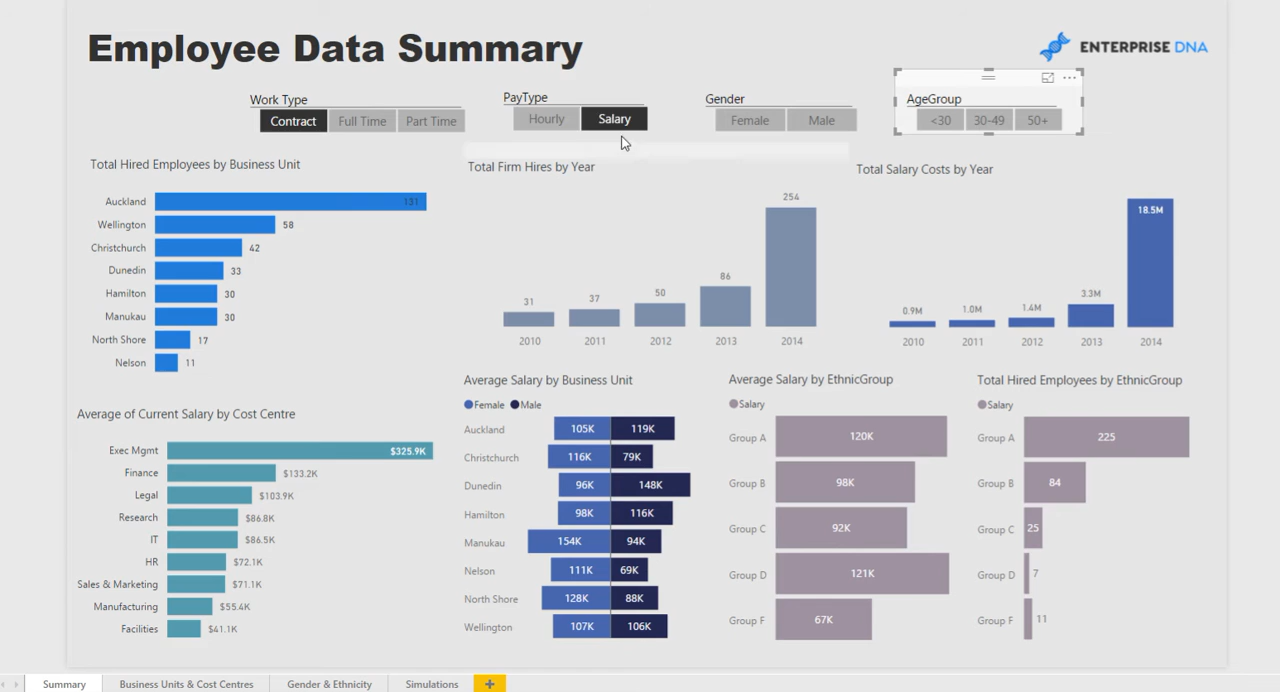 Employee Data Summary
ENTERPRISE DNA
Work Type
Contract Full Time Part Time
PayType
Hourly Salary
Gender
Female Male
AgeGroup
<30 30-49 50+
Total Hired Employees by Business Unit
Auckland 131
Wellington 58
Christchurch 42
Dunedin 33
Hamilton 30
Manukau 30
North Shore 17
Nelson 11
Total Firm Hires by Year
31 37 50 86 254
2010 2011 2012 2013 2014
Total Salary Costs by Year
0.9M 1.0M 1.4M 3.3M 18.5M
2010 2011 2012 2013 2014
Average of Current Salary by Cost Centre
Exec Mgmt $325.9K
Finance $133.2K
Legal $103.9K
Research $86.8K
IT $86.5K
HR $72.1K
Sales & Marketing $71.1K
Manufacturing $55.4K
Facilities $41.1K
Average Salary by Business Unit
Female Male
Auckland 105K 119K
Christchurch 116K 79K
Dunedin 96K 148K
Hamilton 98K 116K
Manukau 154K 94K
Nelson 111K 69K
North Shore 128K 88K
Wellington 107K 106K
Average Salary by EthnicGroup
Salary
Group A 120K
Group B 98K
Group C 92K
Group D 121K
Group F 67K
Total Hired Employees by EthnicGroup
Salary
Group A 225
Group B 84
Group C 25
Group D 7
Group F 11
Summary Business Units & Cost Centres Gender & Ethnicity Simulations +